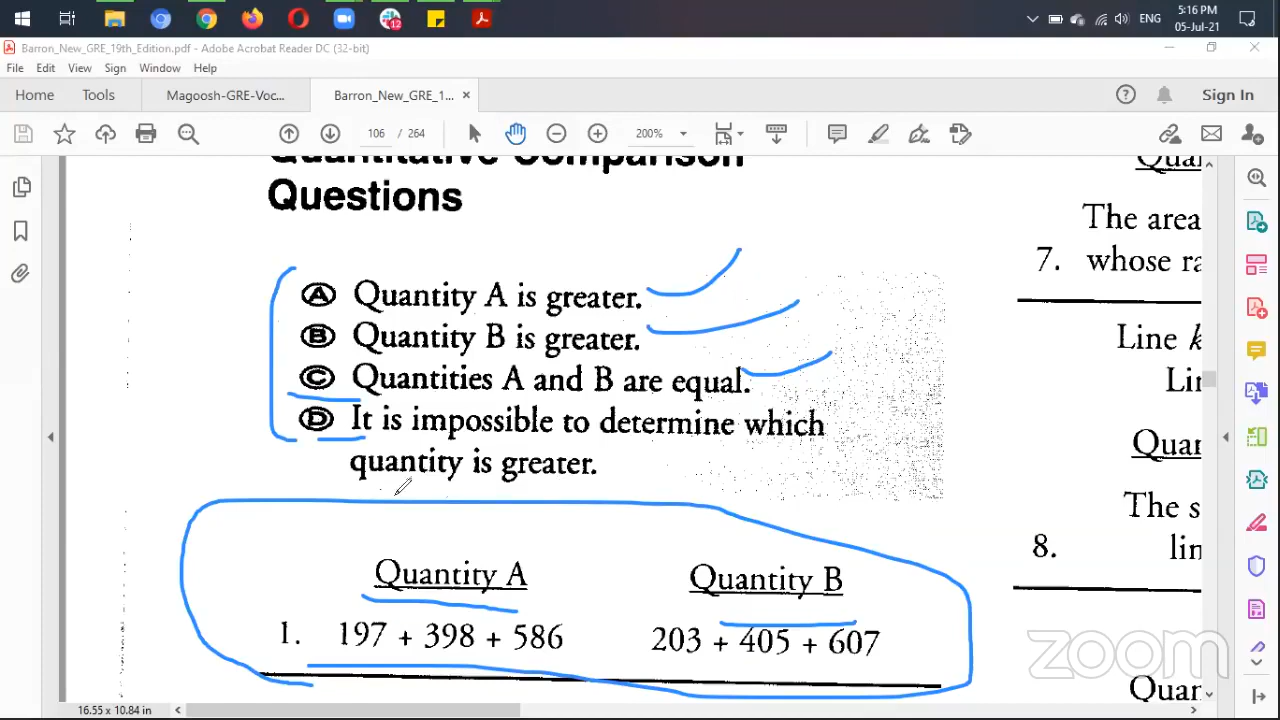 12
5:16 PM
ENG
05-Jul-21
Barron_New_GRE_19th_Edition.pdf - Adobe Acrobat Reader DC (32-bit)
File Edit View Window Help
Home Tools Magoosh-GRE-Voc... Barron_New_GRE_1... × Sign In
106 / 264 200%
Quantitative Comparison
Questions
A Quantity A is greater.
B Quantity B is greater.
C Quantities A and B are equal.
D It is impossible to determine which
quantity is greater.
Quantity A Quantity B
1. 197 + 398 + 586 203 + 405 + 607
Qua
The area
7. whose ra
Line k
Lin
Quar
The s
8. lin
Quar
zoom
16.55 x 10.84 in